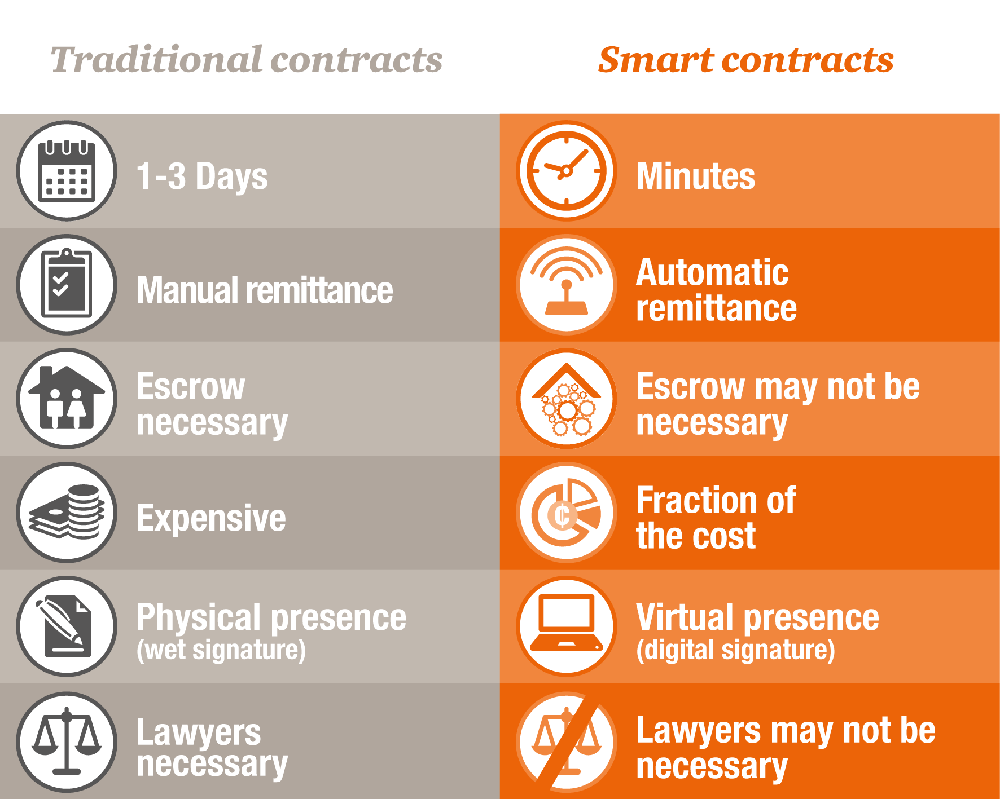 Traditional contracts
Smart contracts
1-3 Days
Minutes
Manual remittance
Automatic
remittance
Escrow
necessary
Escrow may not be
necessary
Expensive
¢
Fraction of
the cost
Physical presence
(wet signature)
Virtual presence
(digital signature)
Lawyers
necessary
Lawyers may not be
necessary